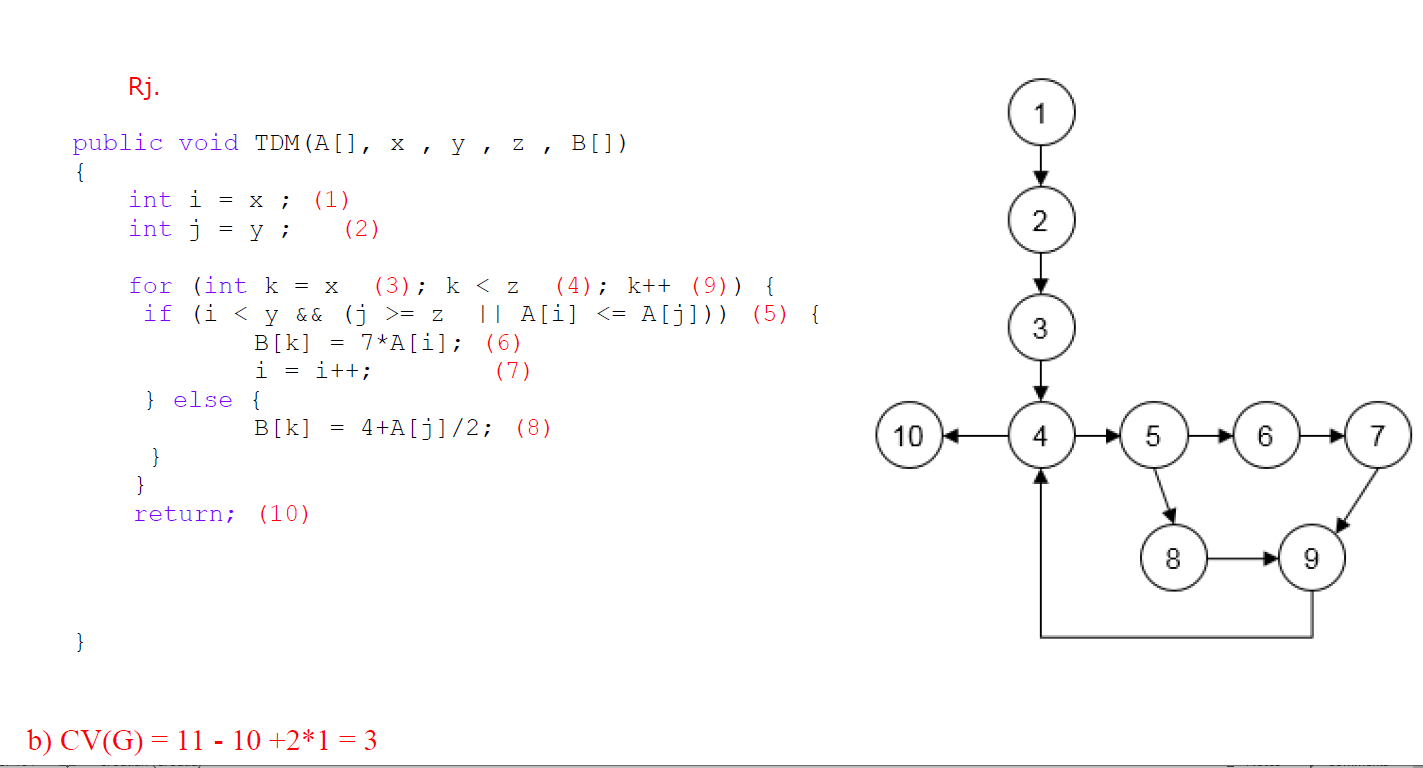 Rj.
public void TDM(A[], x , y , z , B[])
{
int i = x ; (1)
int j = y ; (2)
for (int k = x (3); k < z (4); k++ (9)) {
if (i < y && (j >= z || A[i] <= A[j])) (5) {
B[k] = 7*A[i]; (6)
i = i++; (7)
} else {
B[k] = 4+A[j]/2; (8)
}
}
return; (10)
}
b) CV(G) = 11 - 10 +2*1 = 3
1
2
3
10 4 5 6 7
8 9